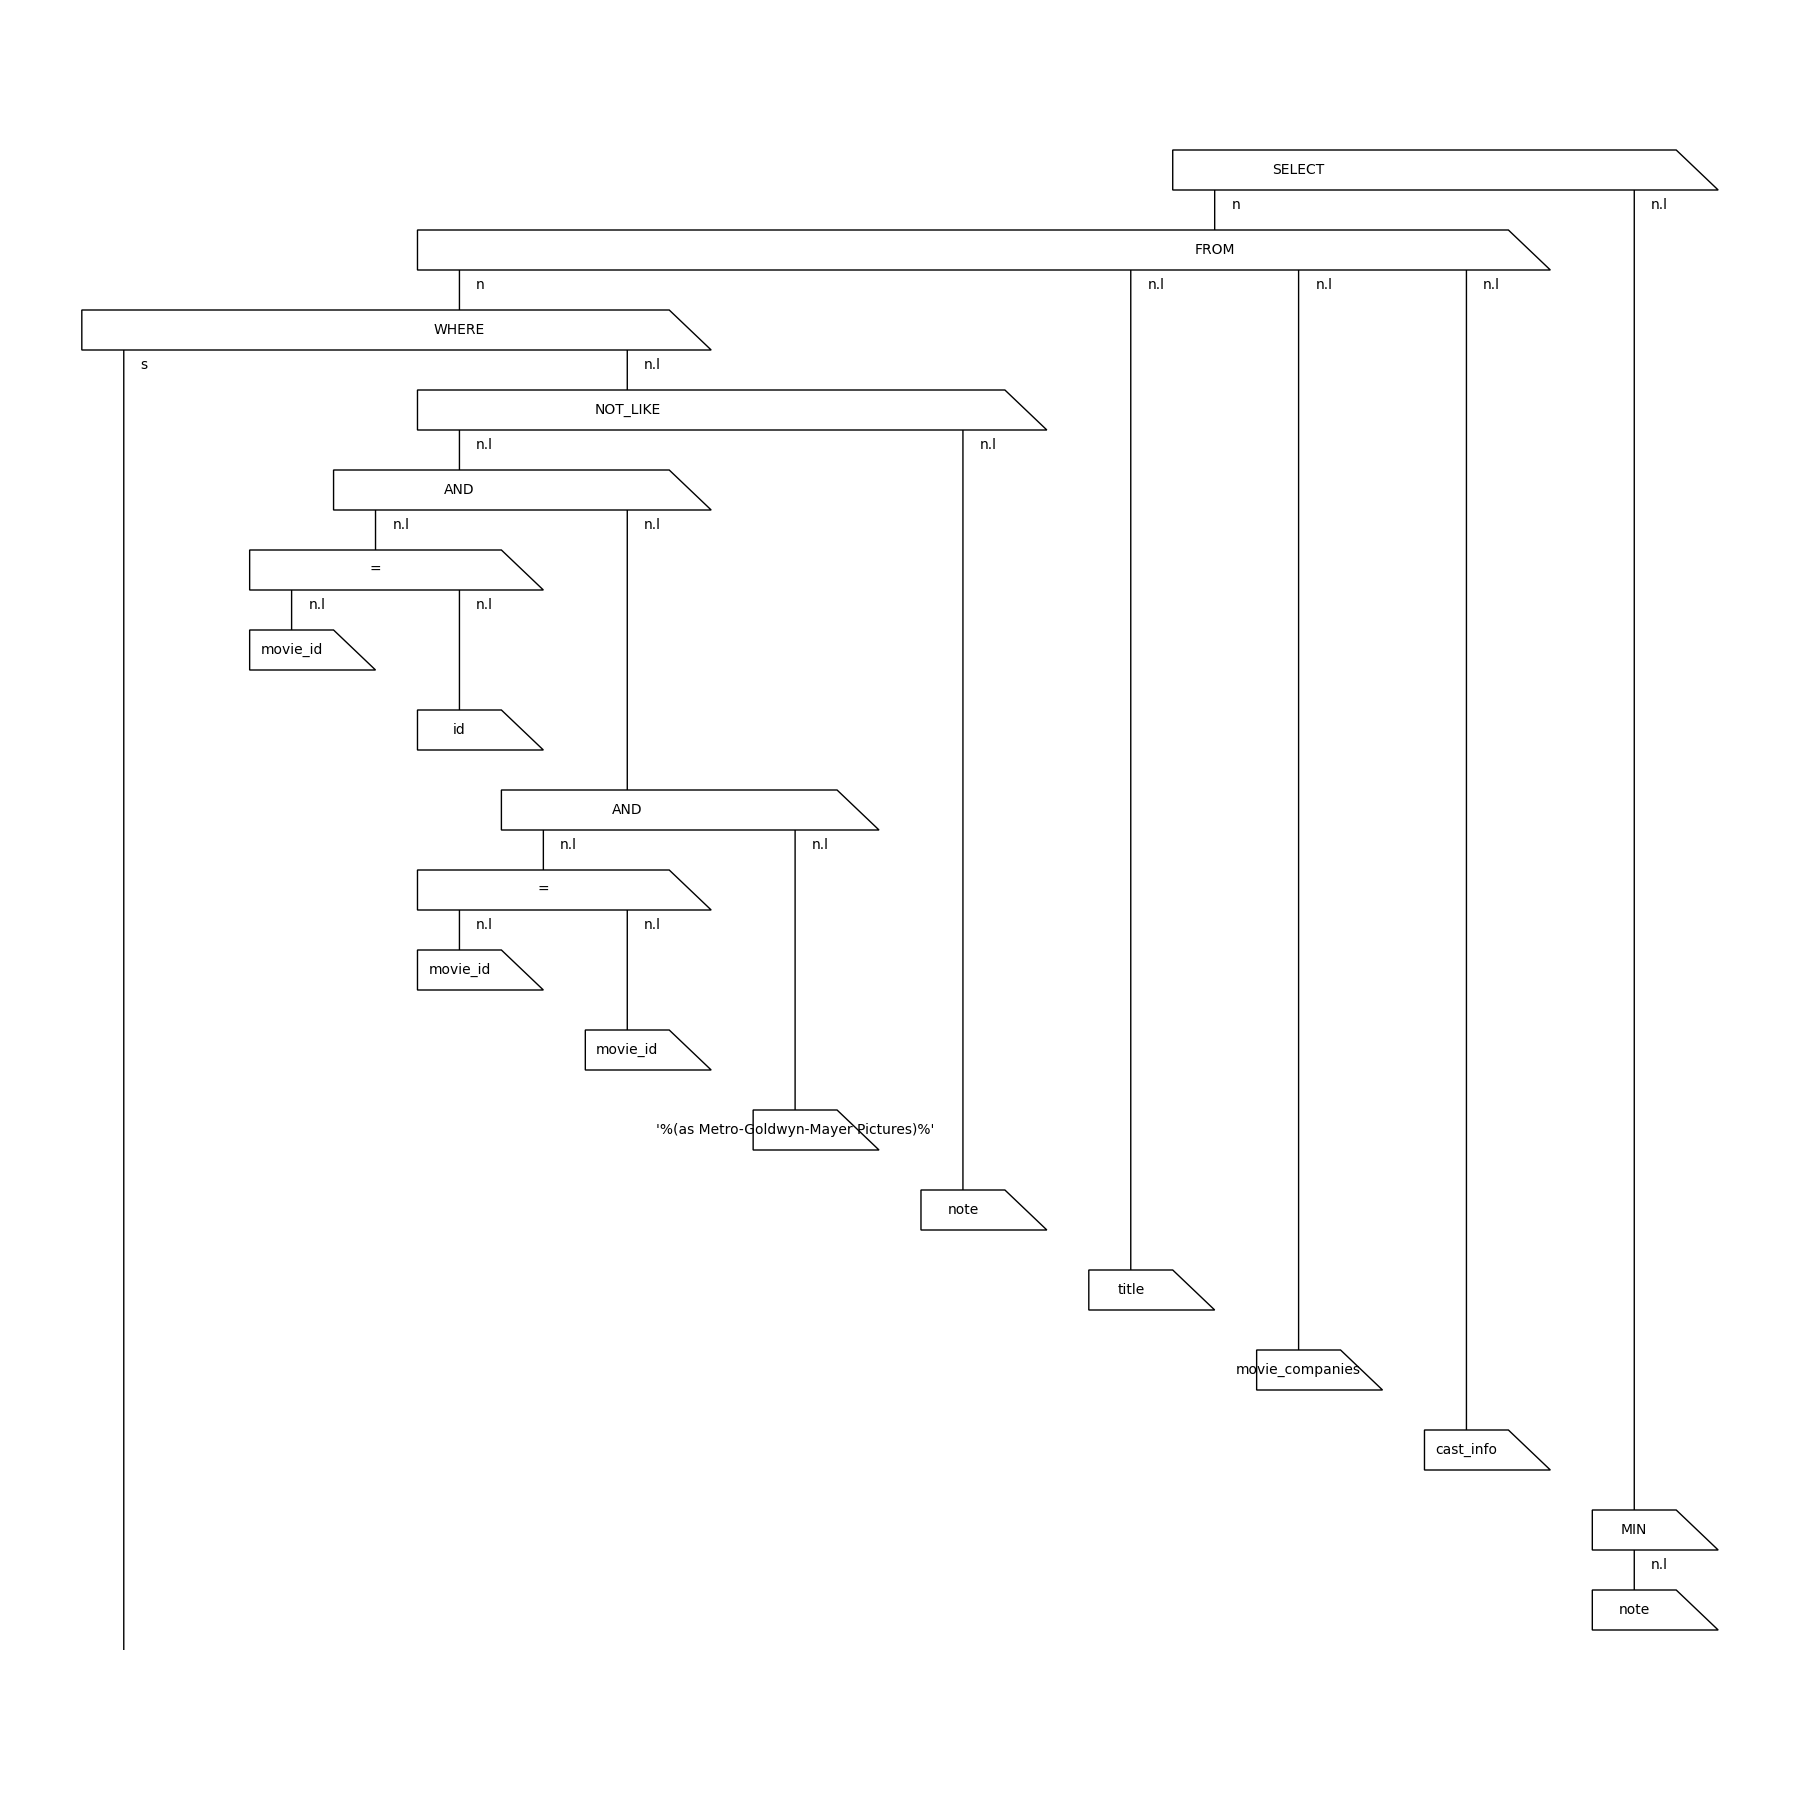 SELECT
n n.l
FROM
n n.l n.l n.l
WHERE
s n.l
NOT_LIKE
n.l n.l
AND
n.l n.l
=
n.l n.l
movie_id
id
AND
n.l n.l
=
n.l n.l
movie_id
movie_id
'%(as Metro-Goldwyn-Mayer Pictures)%'
note
title
movie_companies
cast_info
MIN
n.l
note